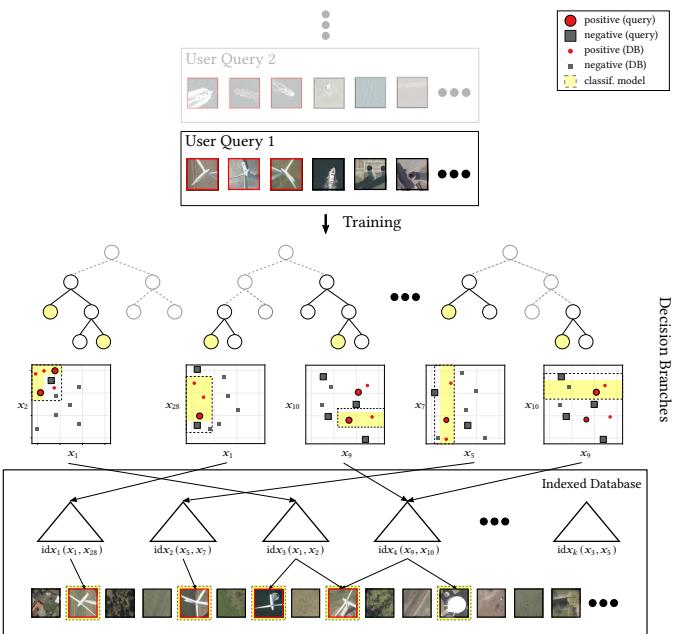 positive (query)
negative (query)
positive (DB)
negative (DB)
classif. model
User Query 2
User Query 1
Training
Decision Branches
x2
x1
x28
x1
x10
x9
x7
x5
x10
x9
Indexed Database
idx1 (x1, x28)
idx2 (x5, x7)
idx3 (x1, x2)
idx4 (x9, x10)
idxk (x3, x5)